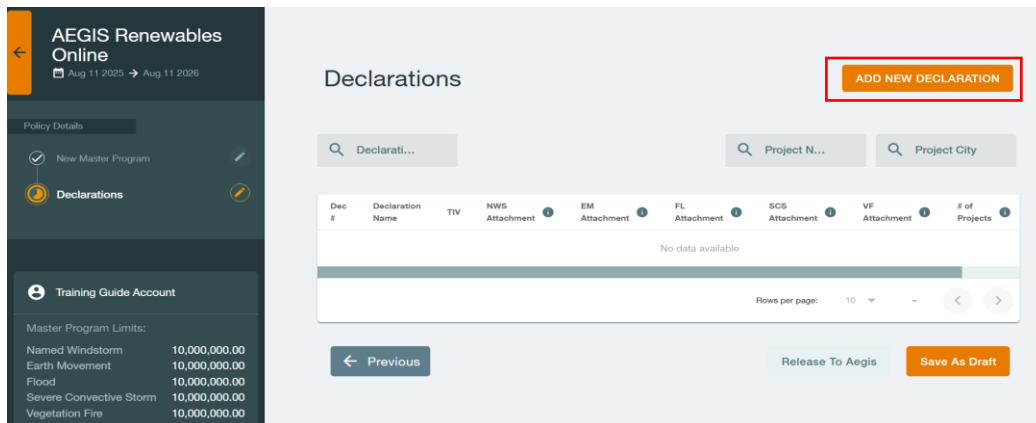 AEGIS Renewables
Online
Aug 11 2025 → Aug 11 2026
Policy Details
New Master Program
Declarations
Training Guide Account
Master Program Limits:
Named Windstorm 10,000,000.00
Earth Movement 10,000,000.00
Flood 10,000,000.00
Severe Convective Storm 10,000,000.00
Vegetation Fire 10,000,000.00
Declarations
ADD NEW DECLARATION
Declarati...
Project N...
Project City
Dec #
Declaration Name
TIV
NWS Attachment
EM Attachment
FL Attachment
SCS Attachment
VF Attachment
# of Projects
No data available
Rows per page: 10 –
Previous
Release To Aegis
Save As Draft